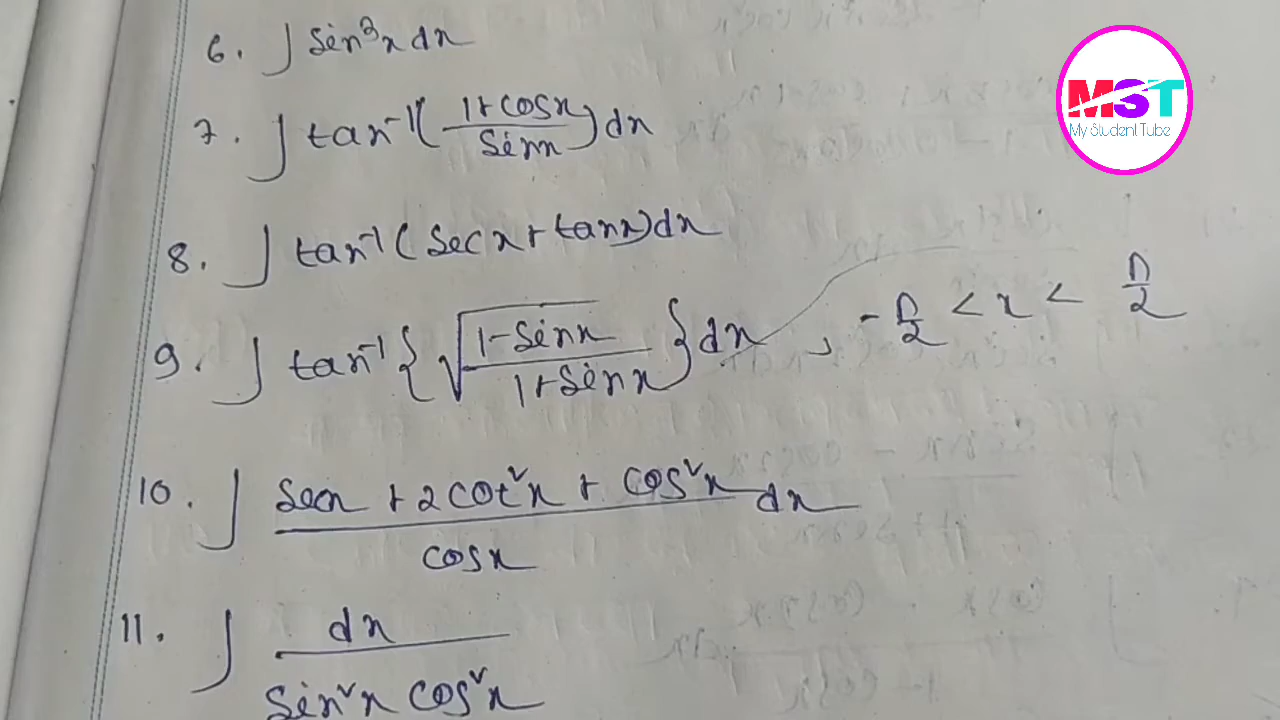 6. ∫ sin³x dx
MST
My Student Tube
7. ∫ tan⁻¹( (1+cosx)/(sinx) ) dx
8. ∫ tan⁻¹ (secx + tanx) dx
9. ∫ tan⁻¹ { √((1-sinx)/(1+sinx)) } dx , -π/2 < x < π/2
10. ∫ (secx + 2cot²x + cos²x)/(cosx) dx
11. ∫ dx/(sin²x cos²x)